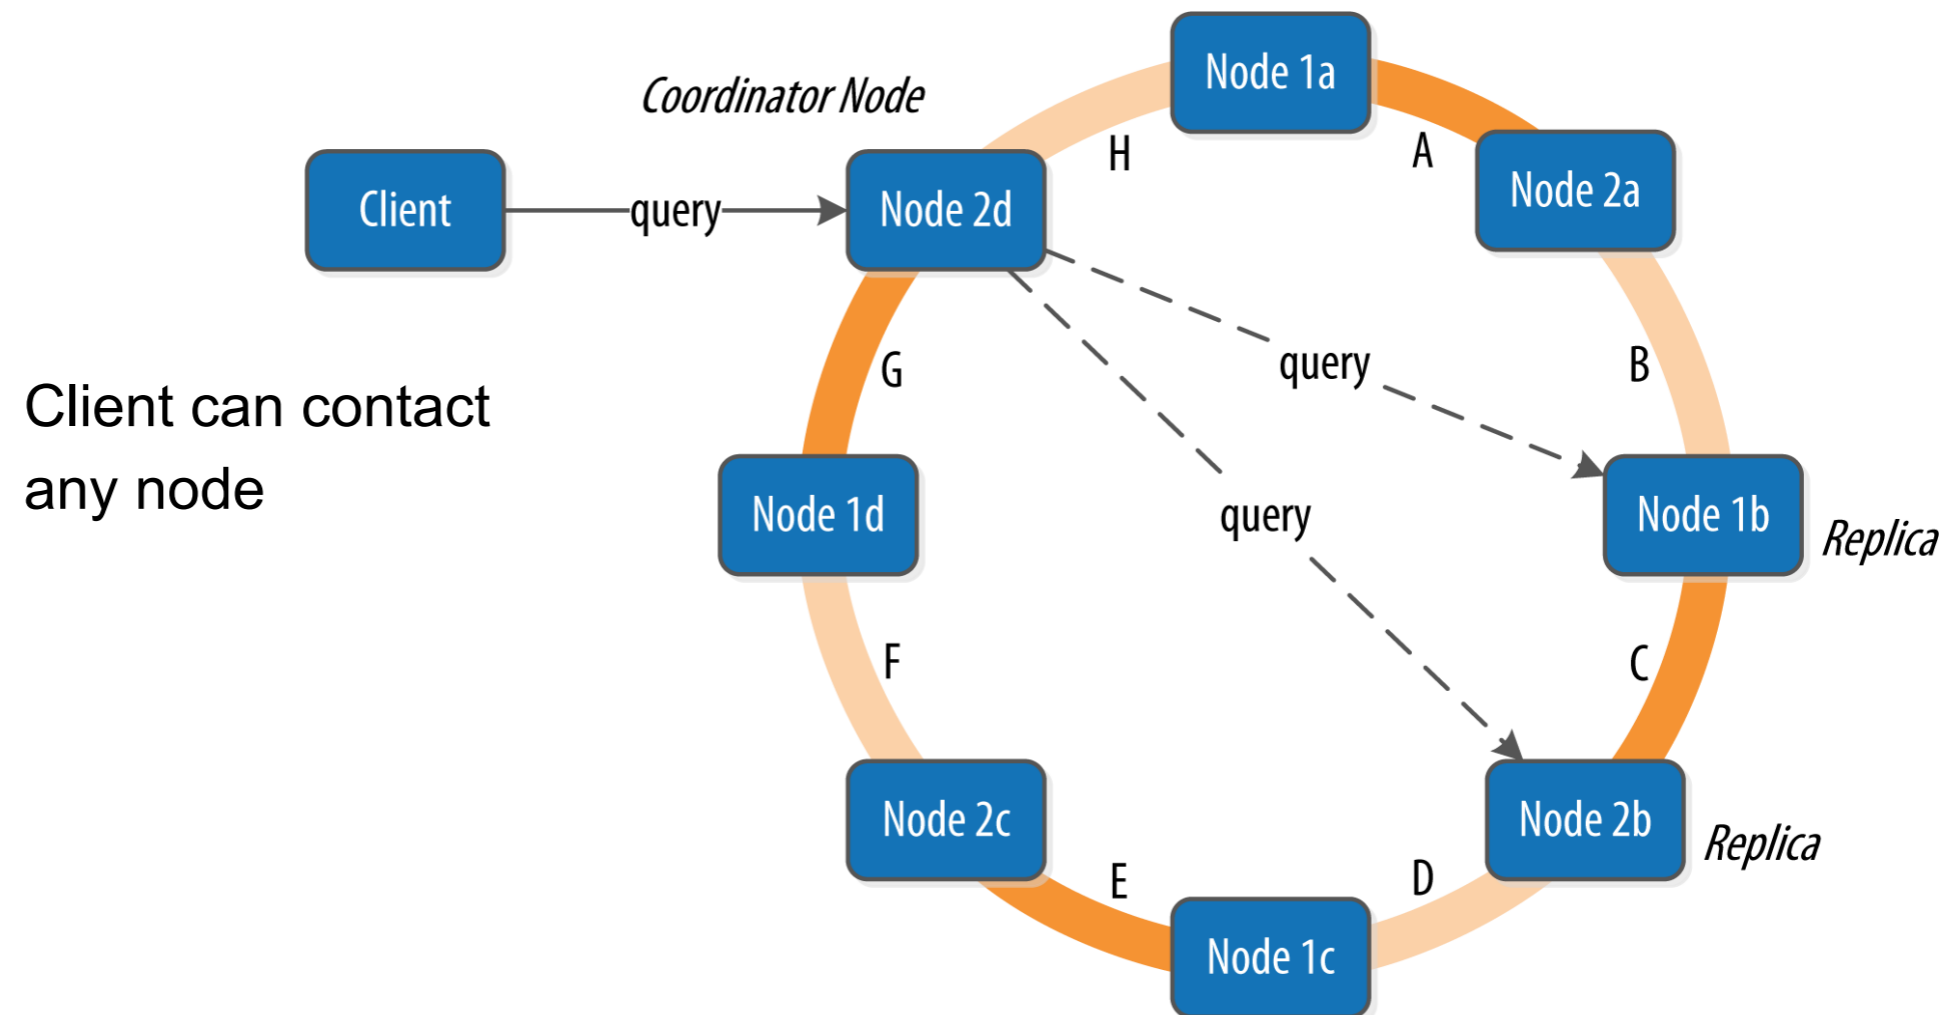 Node 1a
Coordinator Node
H
A
Client
query
Node 2d
Node 2a
query
B
G
Client can contact
any node
Node 1d
query
Node 1b
Replica
F
C
Node 2c
Node 2b
Replica
E
D
Node 1c